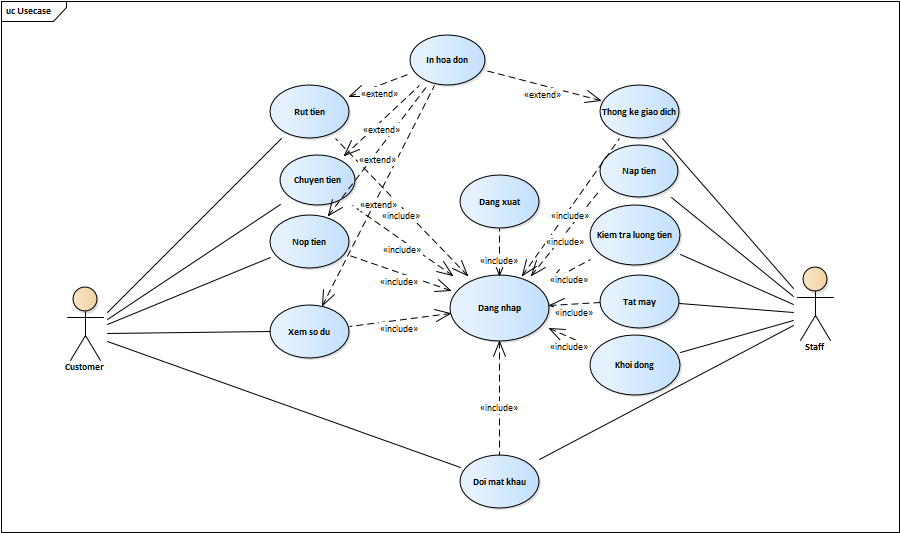 uc Usecase
In hoa don
«extend»
«extend»
Rut tien
Thong ke giao dich
«extend»
«extend»
Chuyen tien
Nap tien
Dang xuat
«extend»
«include»
«include»
Nop tien
Kiem tra luong tien
«include»
«include»
«include»
«include»
«include»
Dang nhap
Tat may
«include»
Xem so du
«include»
«include»
Staff
Customer
Khoi dong
«include»
Doi mat khau